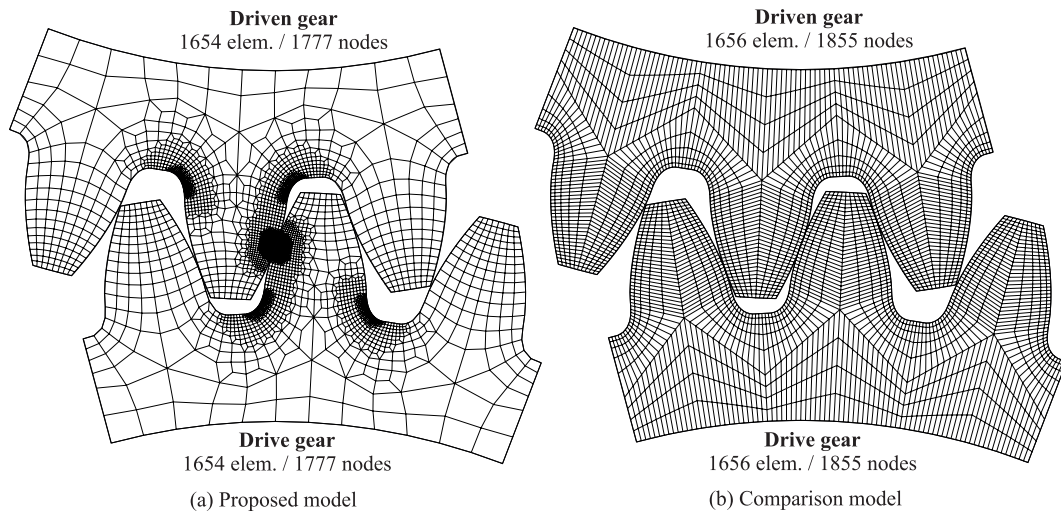 Driven gear
1654 elem. / 1777 nodes
Drive gear
1654 elem. / 1777 nodes
(a) Proposed model
Driven gear
1656 elem. / 1855 nodes
Drive gear
1656 elem. / 1855 nodes
(b) Comparison model